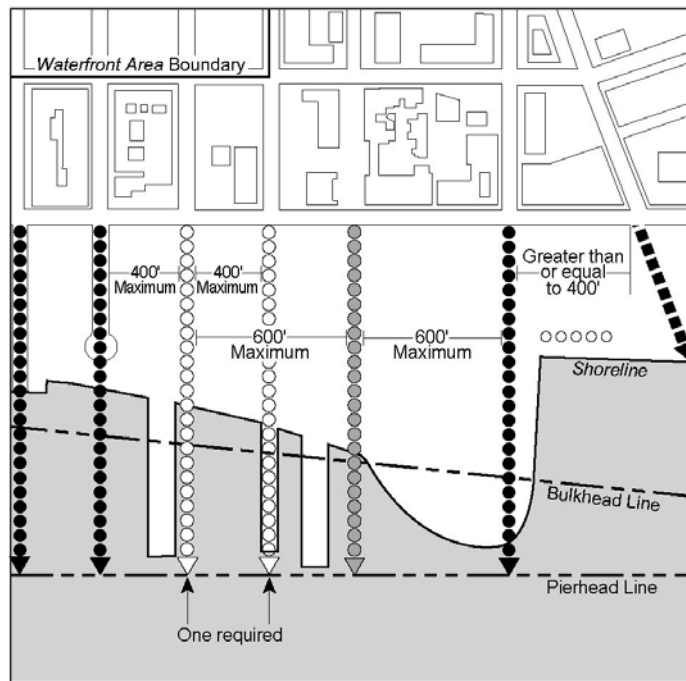 Waterfront Area Boundary
400'
Maximum
400'
Maximum
Greater than
or equal
to 400'
600'
Maximum
600'
Maximum
Shoreline
Bulkhead Line
Pierhead Line
One required